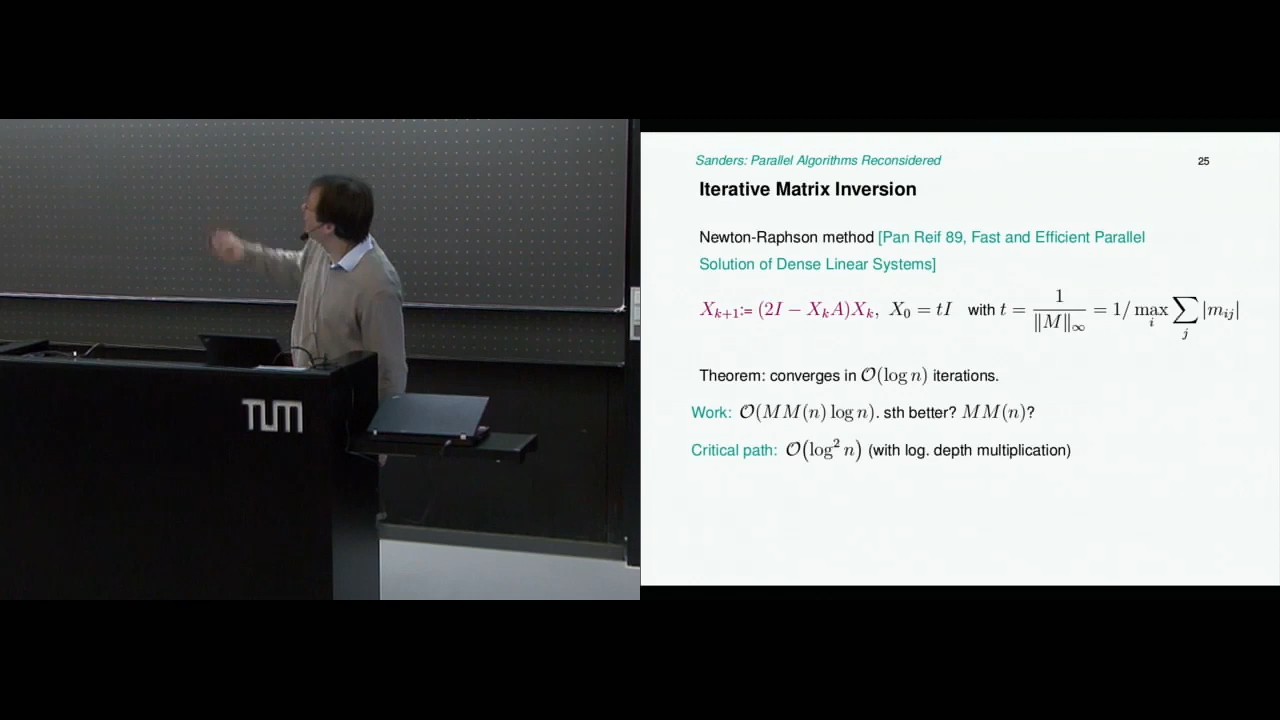 TUM
Sanders: Parallel Algorithms Reconsidered 25
Iterative Matrix Inversion
Newton-Raphson method [Pan Reif 89, Fast and Efficient Parallel
Solution of Dense Linear Systems]
X_{k+1} := (2I − X_k A)X_k, X_0 = tI with t = 1/‖M‖_∞ = 1/ max_i ∑_j |m_{ij}|
Theorem: converges in 𝒪(log n) iterations.
Work: 𝒪(MM(n) log n). sth better? MM(n)?
Critical path: 𝒪(log² n) (with log. depth multiplication)